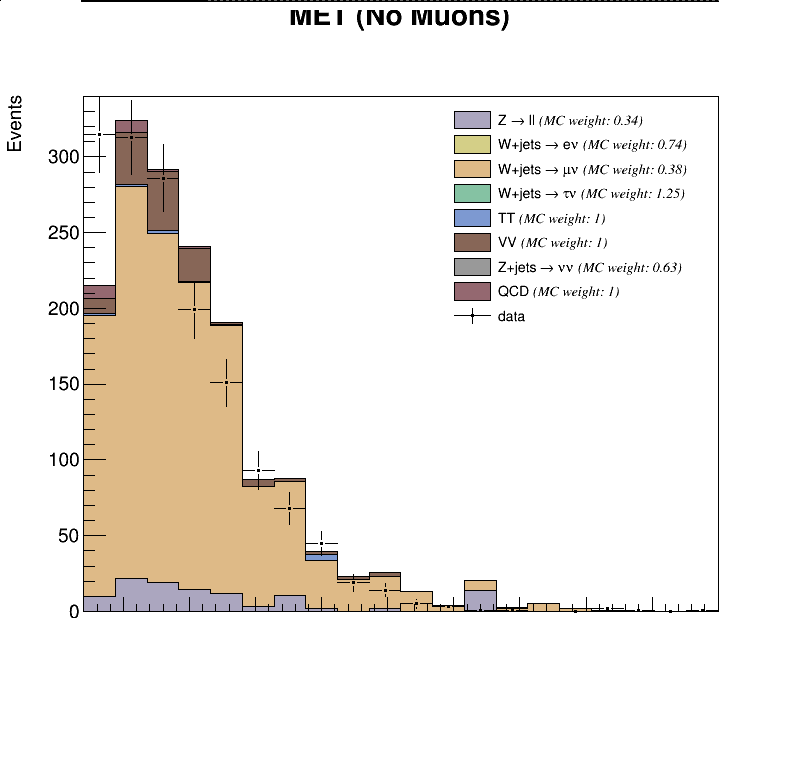 MET (No Muons)
Events
Z → ll (MC weight: 0.34)
W+jets → eν (MC weight: 0.74)
W+jets → μν (MC weight: 0.38)
W+jets → τν (MC weight: 1.25)
TT (MC weight: 1)
VV (MC weight: 1)
Z+jets → νν (MC weight: 0.63)
QCD (MC weight: 1)
data
300
250
200
150
100
50
0